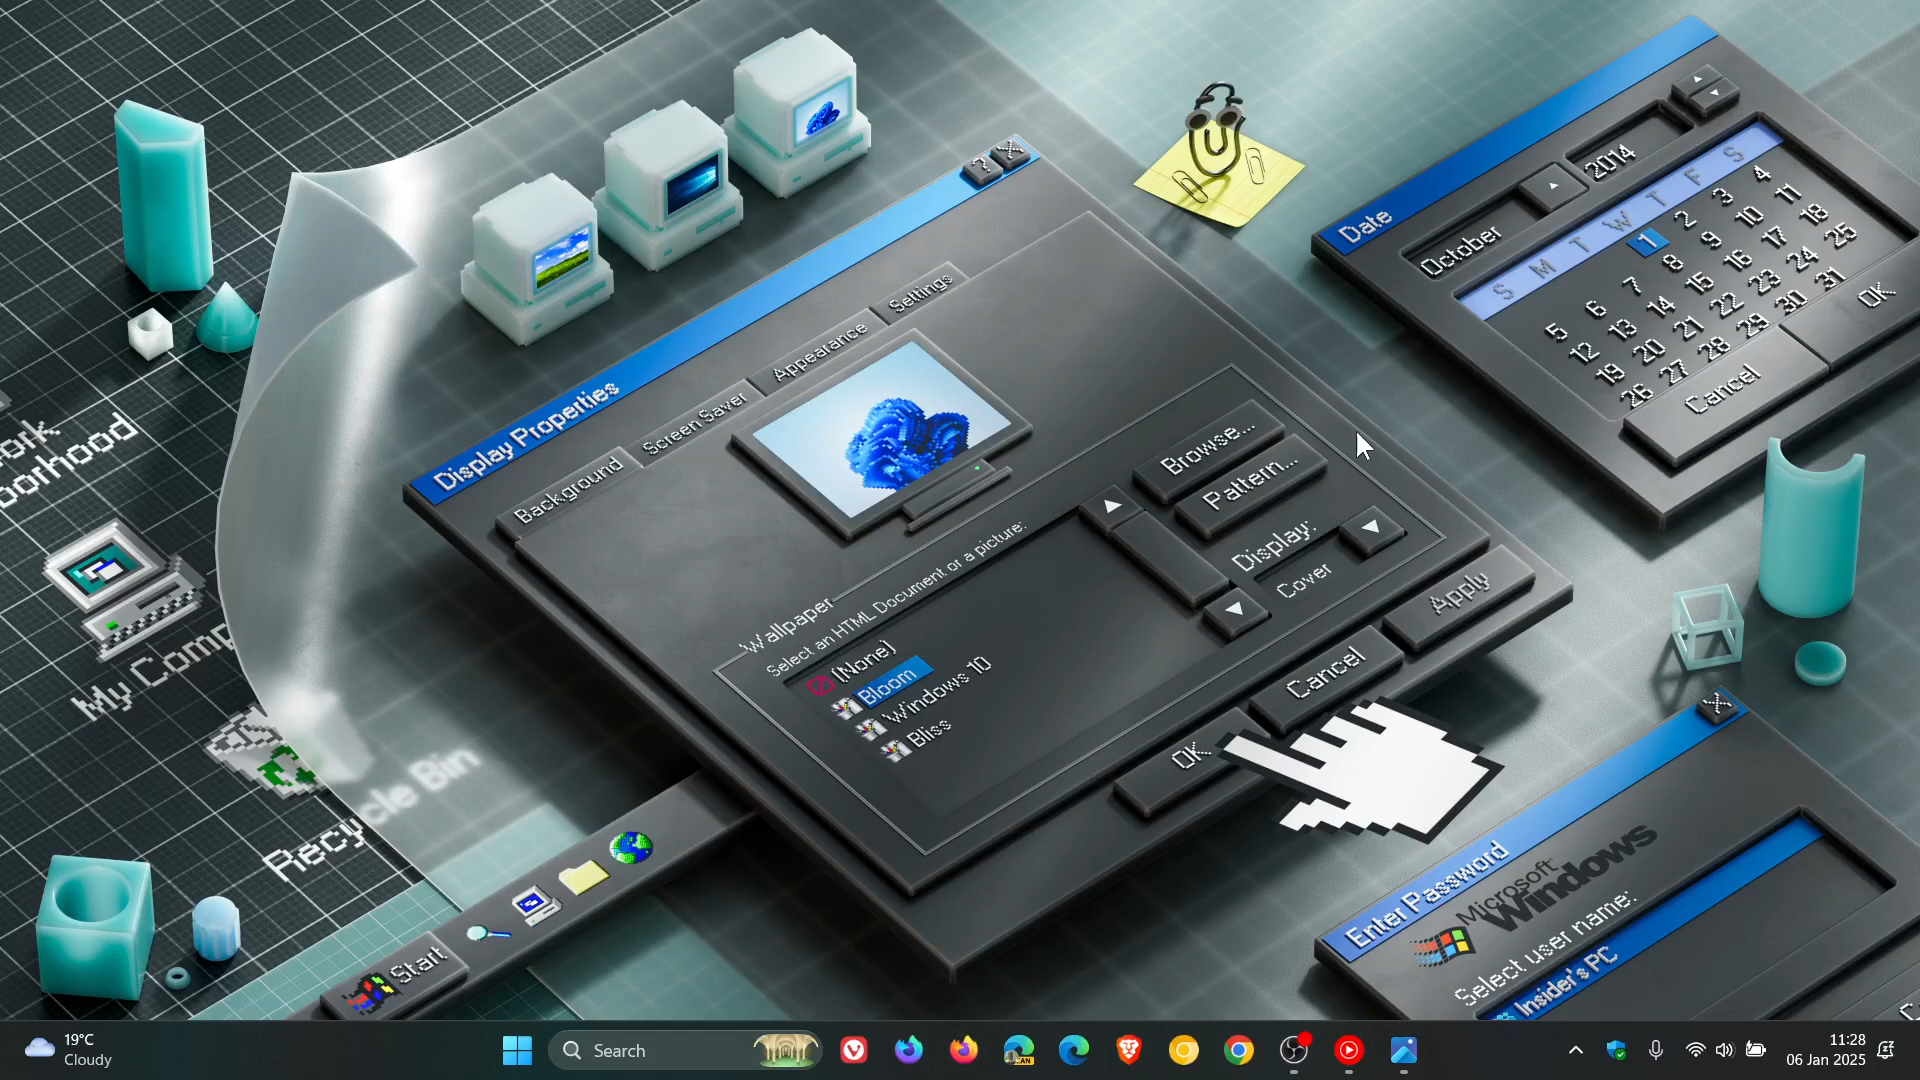 ork
oorhood
My Comp
Recycle Bin
Start
Display Properties
?
Background
Screen Saver
Appearance
Settings
Wallpaper
Select an HTML Document or a picture:
(None)
Bloom
Windows 10
Bliss
Browse...
Pattern...
Display:
Cover
OK
Cancel
Apply
Date
October
2014
S M T W T F S
1 2 3 4
5 6 7 8 9 10 11
12 13 14 15 16 17 18
19 20 21 22 23 24 25
26 27 28 29 30 31
Cancel
OK
Enter Password
Microsoft
Windows
Select user name:
Insider's PC
19°C
Cloudy
Search
CAN
11:28
06 Jan 2025